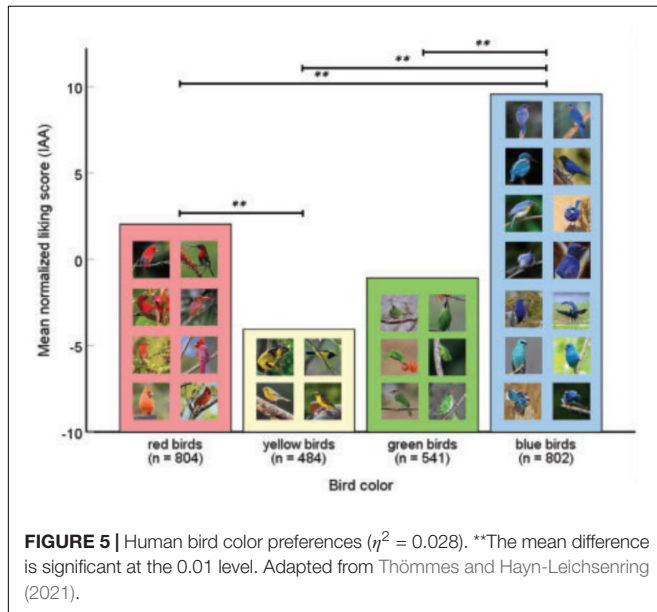 **
**
**
**
10
5
0
-5
-10
Mean normalized liking score (IAA)
red birds
(n = 804)
yellow birds
(n = 484)
green birds
(n = 541)
blue birds
(n = 802)
Bird color
FIGURE 5 | Human bird color preferences (η² = 0.028). **The mean difference
is significant at the 0.01 level. Adapted from Thömmes and Hayn-Leichsenring
(2021).